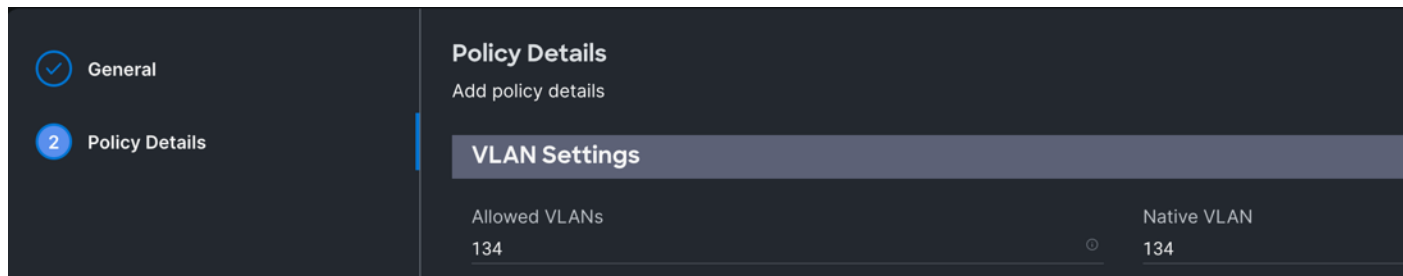 General
2
Policy Details
Policy Details
Add policy details
VLAN Settings
Allowed VLANs
134
Native VLAN
134